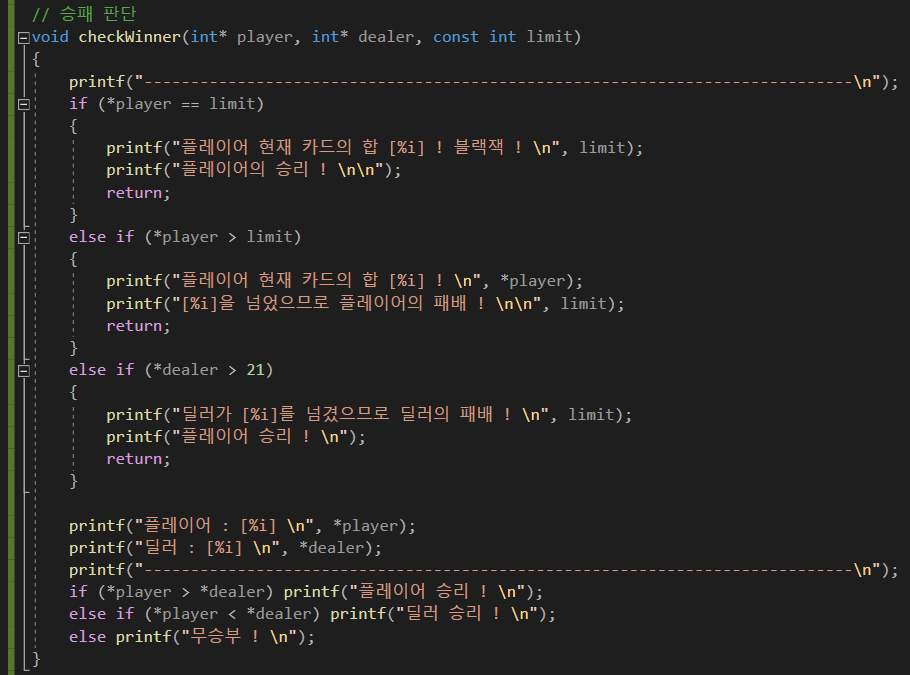 // 승패 판단
void checkWinner(int* player, int* dealer, const int limit)
{
printf("----------------------------------------------------------------------------\n");
if (*player == limit)
{
printf("플레이어 현재 카드의 합 [%i] ! 블랙잭 ! \n", limit);
printf("플레이어의 승리 ! \n\n");
return;
}
else if (*player > limit)
{
printf("플레이어 현재 카드의 합 [%i] ! \n", *player);
printf("[%i]을 넘었으므로 플레이어의 패배 ! \n\n", limit);
return;
}
else if (*dealer > 21)
{
printf("딜러가 [%i]를 넘겼으므로 딜러의 패배 ! \n", limit);
printf("플레이어 승리 ! \n");
return;
}
printf("플레이어 : [%i] \n", *player);
printf("딜러 : [%i] \n", *dealer);
printf("----------------------------------------------------------------------------\n");
if (*player > *dealer) printf("플레이어 승리 ! \n");
else if (*player < *dealer) printf("딜러 승리 ! \n");
else printf("무승부 ! \n");
}